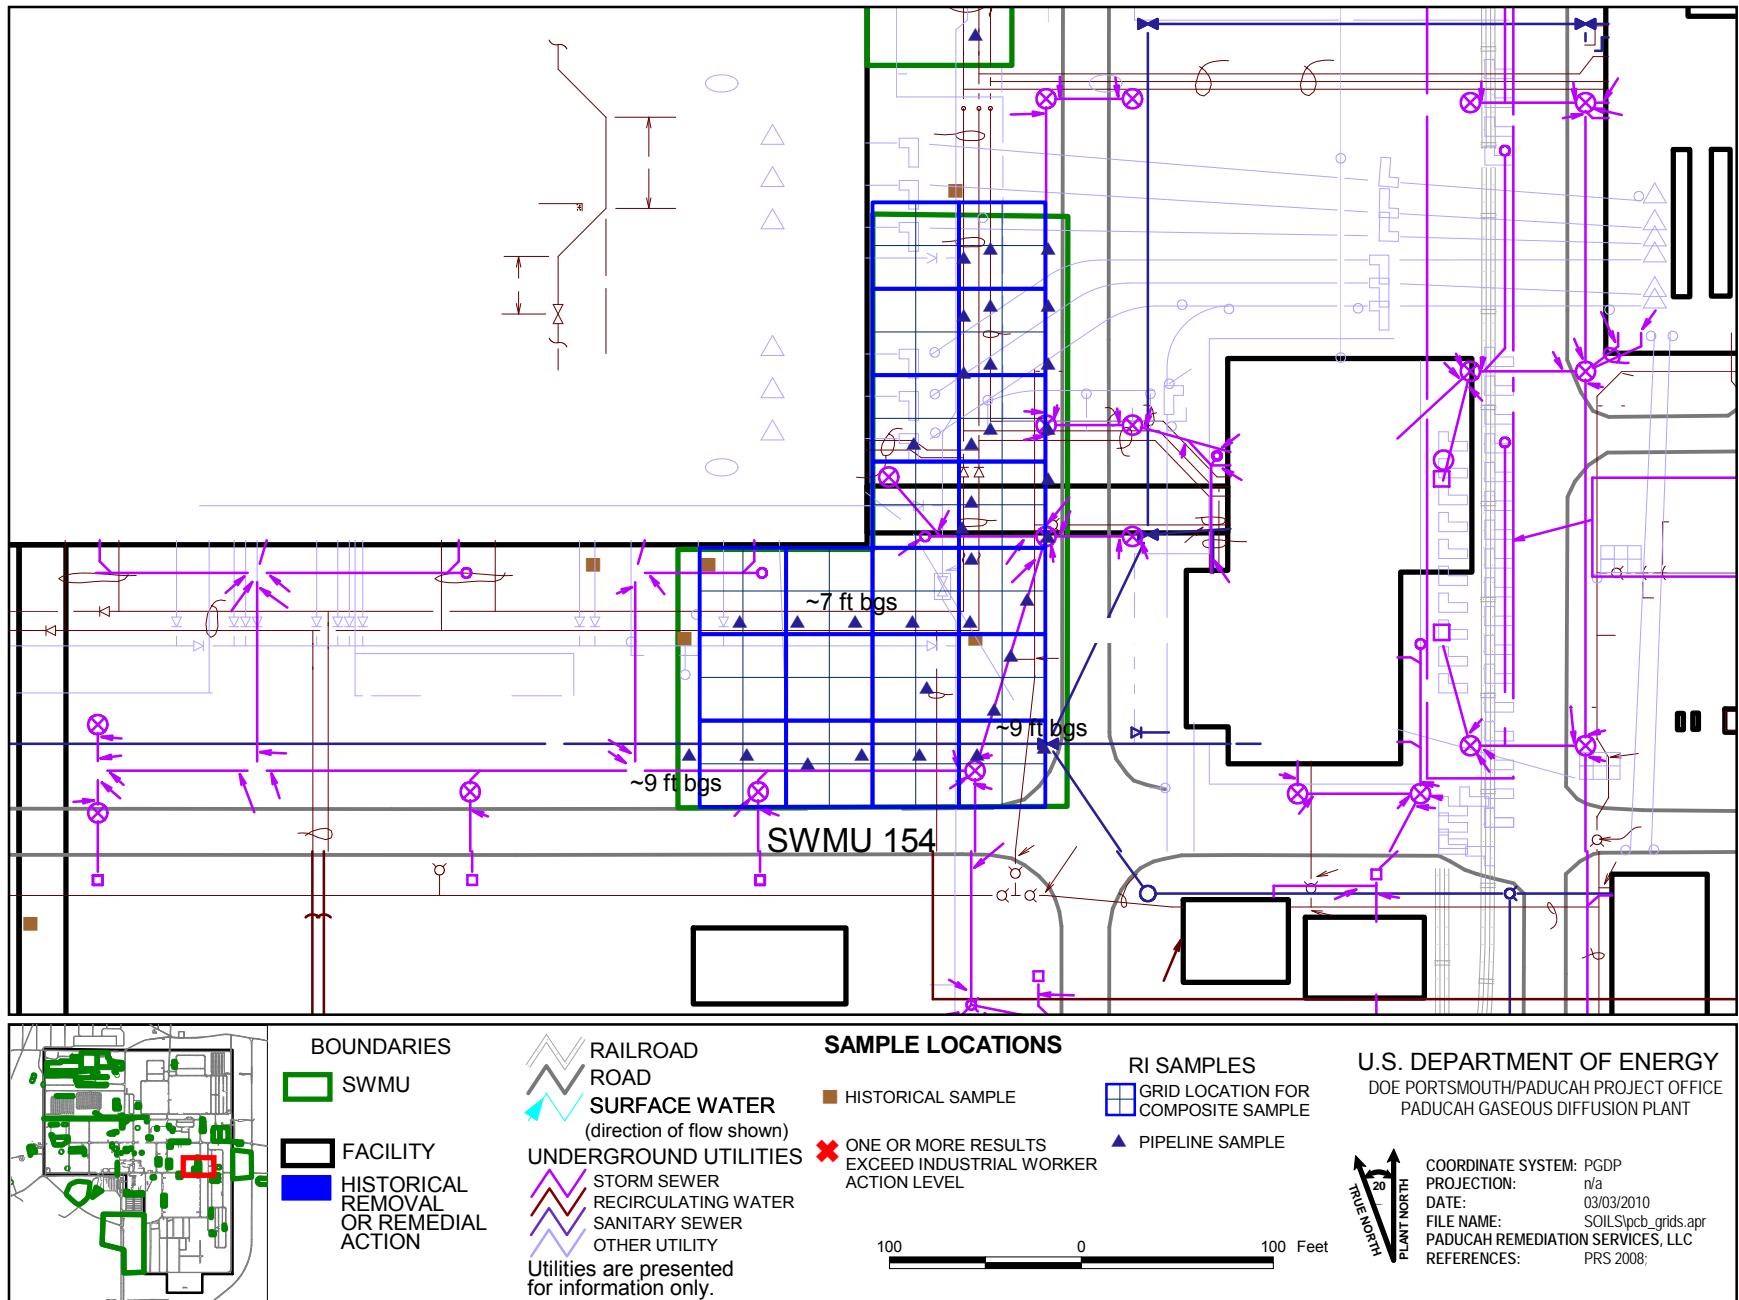 ~7 ft bgs
~9 ft bgs
~9 ft bgs
SWMU 154
BOUNDARIES
SWMU
FACILITY
HISTORICAL
REMOVAL
OR REMEDIAL
ACTION
RAILROAD
ROAD
SURFACE WATER
(direction of flow shown)
UNDERGROUND UTILITIES
STORM SEWER
RECIRCULATING WATER
SANITARY SEWER
OTHER UTILITY
Utilities are presented
for information only.
SAMPLE LOCATIONS
HISTORICAL SAMPLE
ONE OR MORE RESULTS
EXCEED INDUSTRIAL WORKER
ACTION LEVEL
RI SAMPLES
GRID LOCATION FOR
COMPOSITE SAMPLE
PIPELINE SAMPLE
100 0 100 Feet
U.S. DEPARTMENT OF ENERGY
DOE PORTSMOUTH/PADUCAH PROJECT OFFICE
PADUCAH GASEOUS DIFFUSION PLANT
20
TRUE NORTH
PLANT NORTH
COORDINATE SYSTEM: PGDP
PROJECTION: n/a
DATE: 03/03/2010
FILE NAME: SOILS\pcb_grids.apr
PADUCAH REMEDIATION SERVICES, LLC
REFERENCES: PRS 2008;